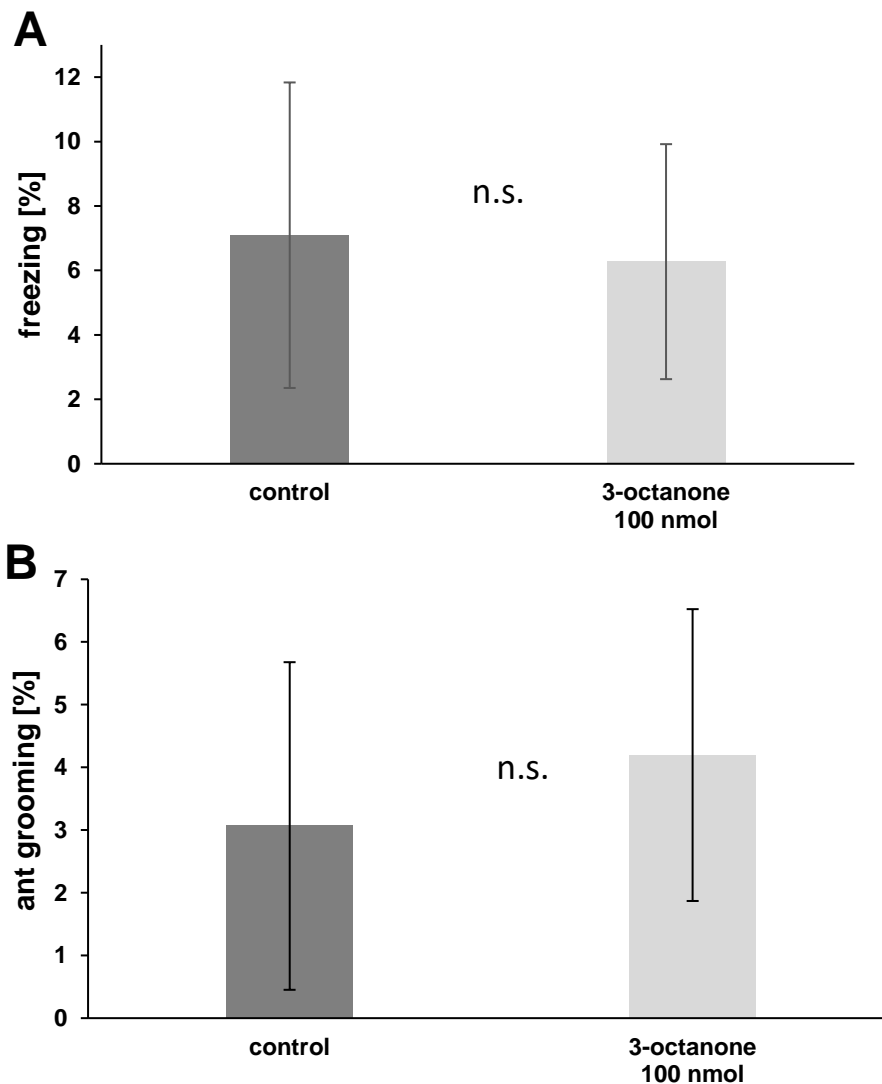 A
freezing [%]
12
10
8
6
4
2
0
n.s.
control
3-octanone
100 nmol
B
ant grooming [%]
7
6
5
4
3
2
1
0
n.s.
control
3-octanone
100 nmol